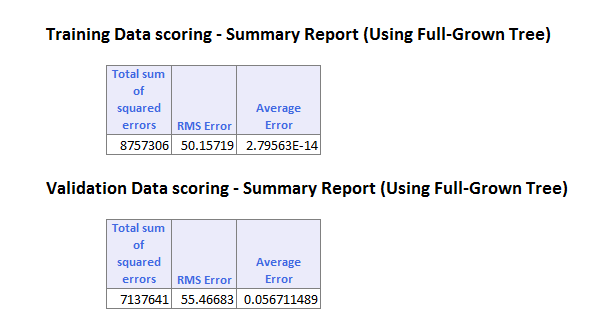 Training Data scoring - Summary Report (Using Full-Grown Tree)
Total sum
of
squared Average
errors RMS Error Error
8757306 50.15719 2.79563E-14
Validation Data scoring - Summary Report (Using Full-Grown Tree)
Total sum
of
squared Average
errors RMS Error Error
7137641 55.46683 0.056711489